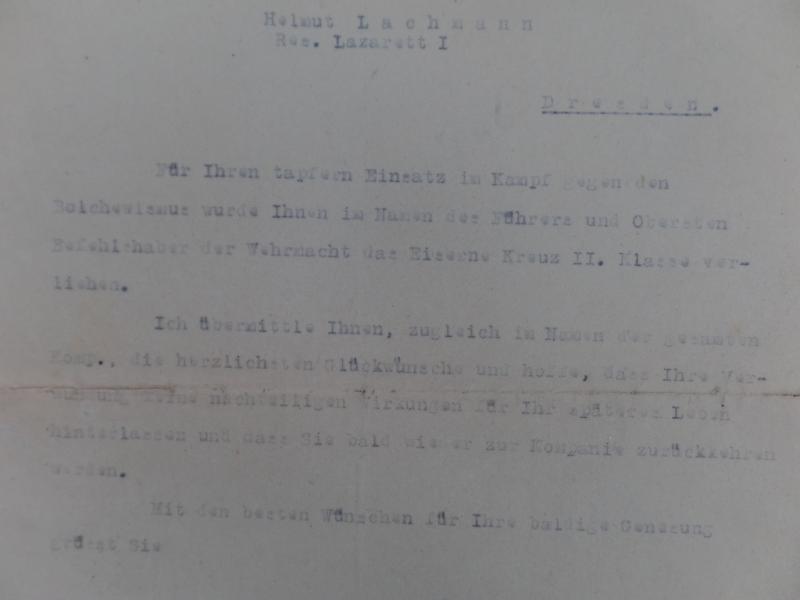 Helmut Lachmann
Res. Lazarett I
Dresden.
Für Ihren tapfern Einsatz im Kampf gegen den
Bolchewismus wurde Ihnen im Namen des Führers und Obersten
Befehlshaber der Wehrmacht das Eiserne Kreuz II. Klasse ver-
liehen.
Ich übermittle Ihnen, zugleich im Namen der gesamten
Komp., die herzlichsten Glückwünsche und hoffe, dass Ihre Ver-
wundung keine nachteiligen Wirkungen für Ihr späteres Leben
hinterlassen und dass Sie bald wieder zur Kompanie zurückkehren
werden.
Mit den besten Wünschen für Ihre baldige Genesung
grüsst Sie